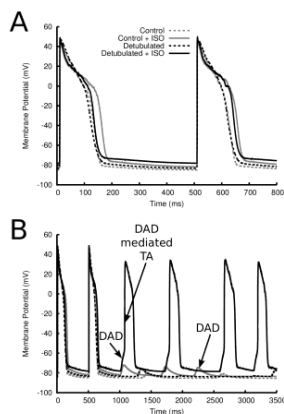 A
Control
Control + ISO
Detubulated
Detubulated + ISO
Membrane Potential (mV)
60
40
20
0
-20
-40
-60
-80
-100
0 100 200 300 400 500 600 700 800
Time (ms)
B
DAD
mediated
TA
DAD
DAD
Membrane Potential (mV)
60
40
20
0
-20
-40
-60
-80
-100
0 500 1000 1500 2000 2500 3000 3500
Time (ms)